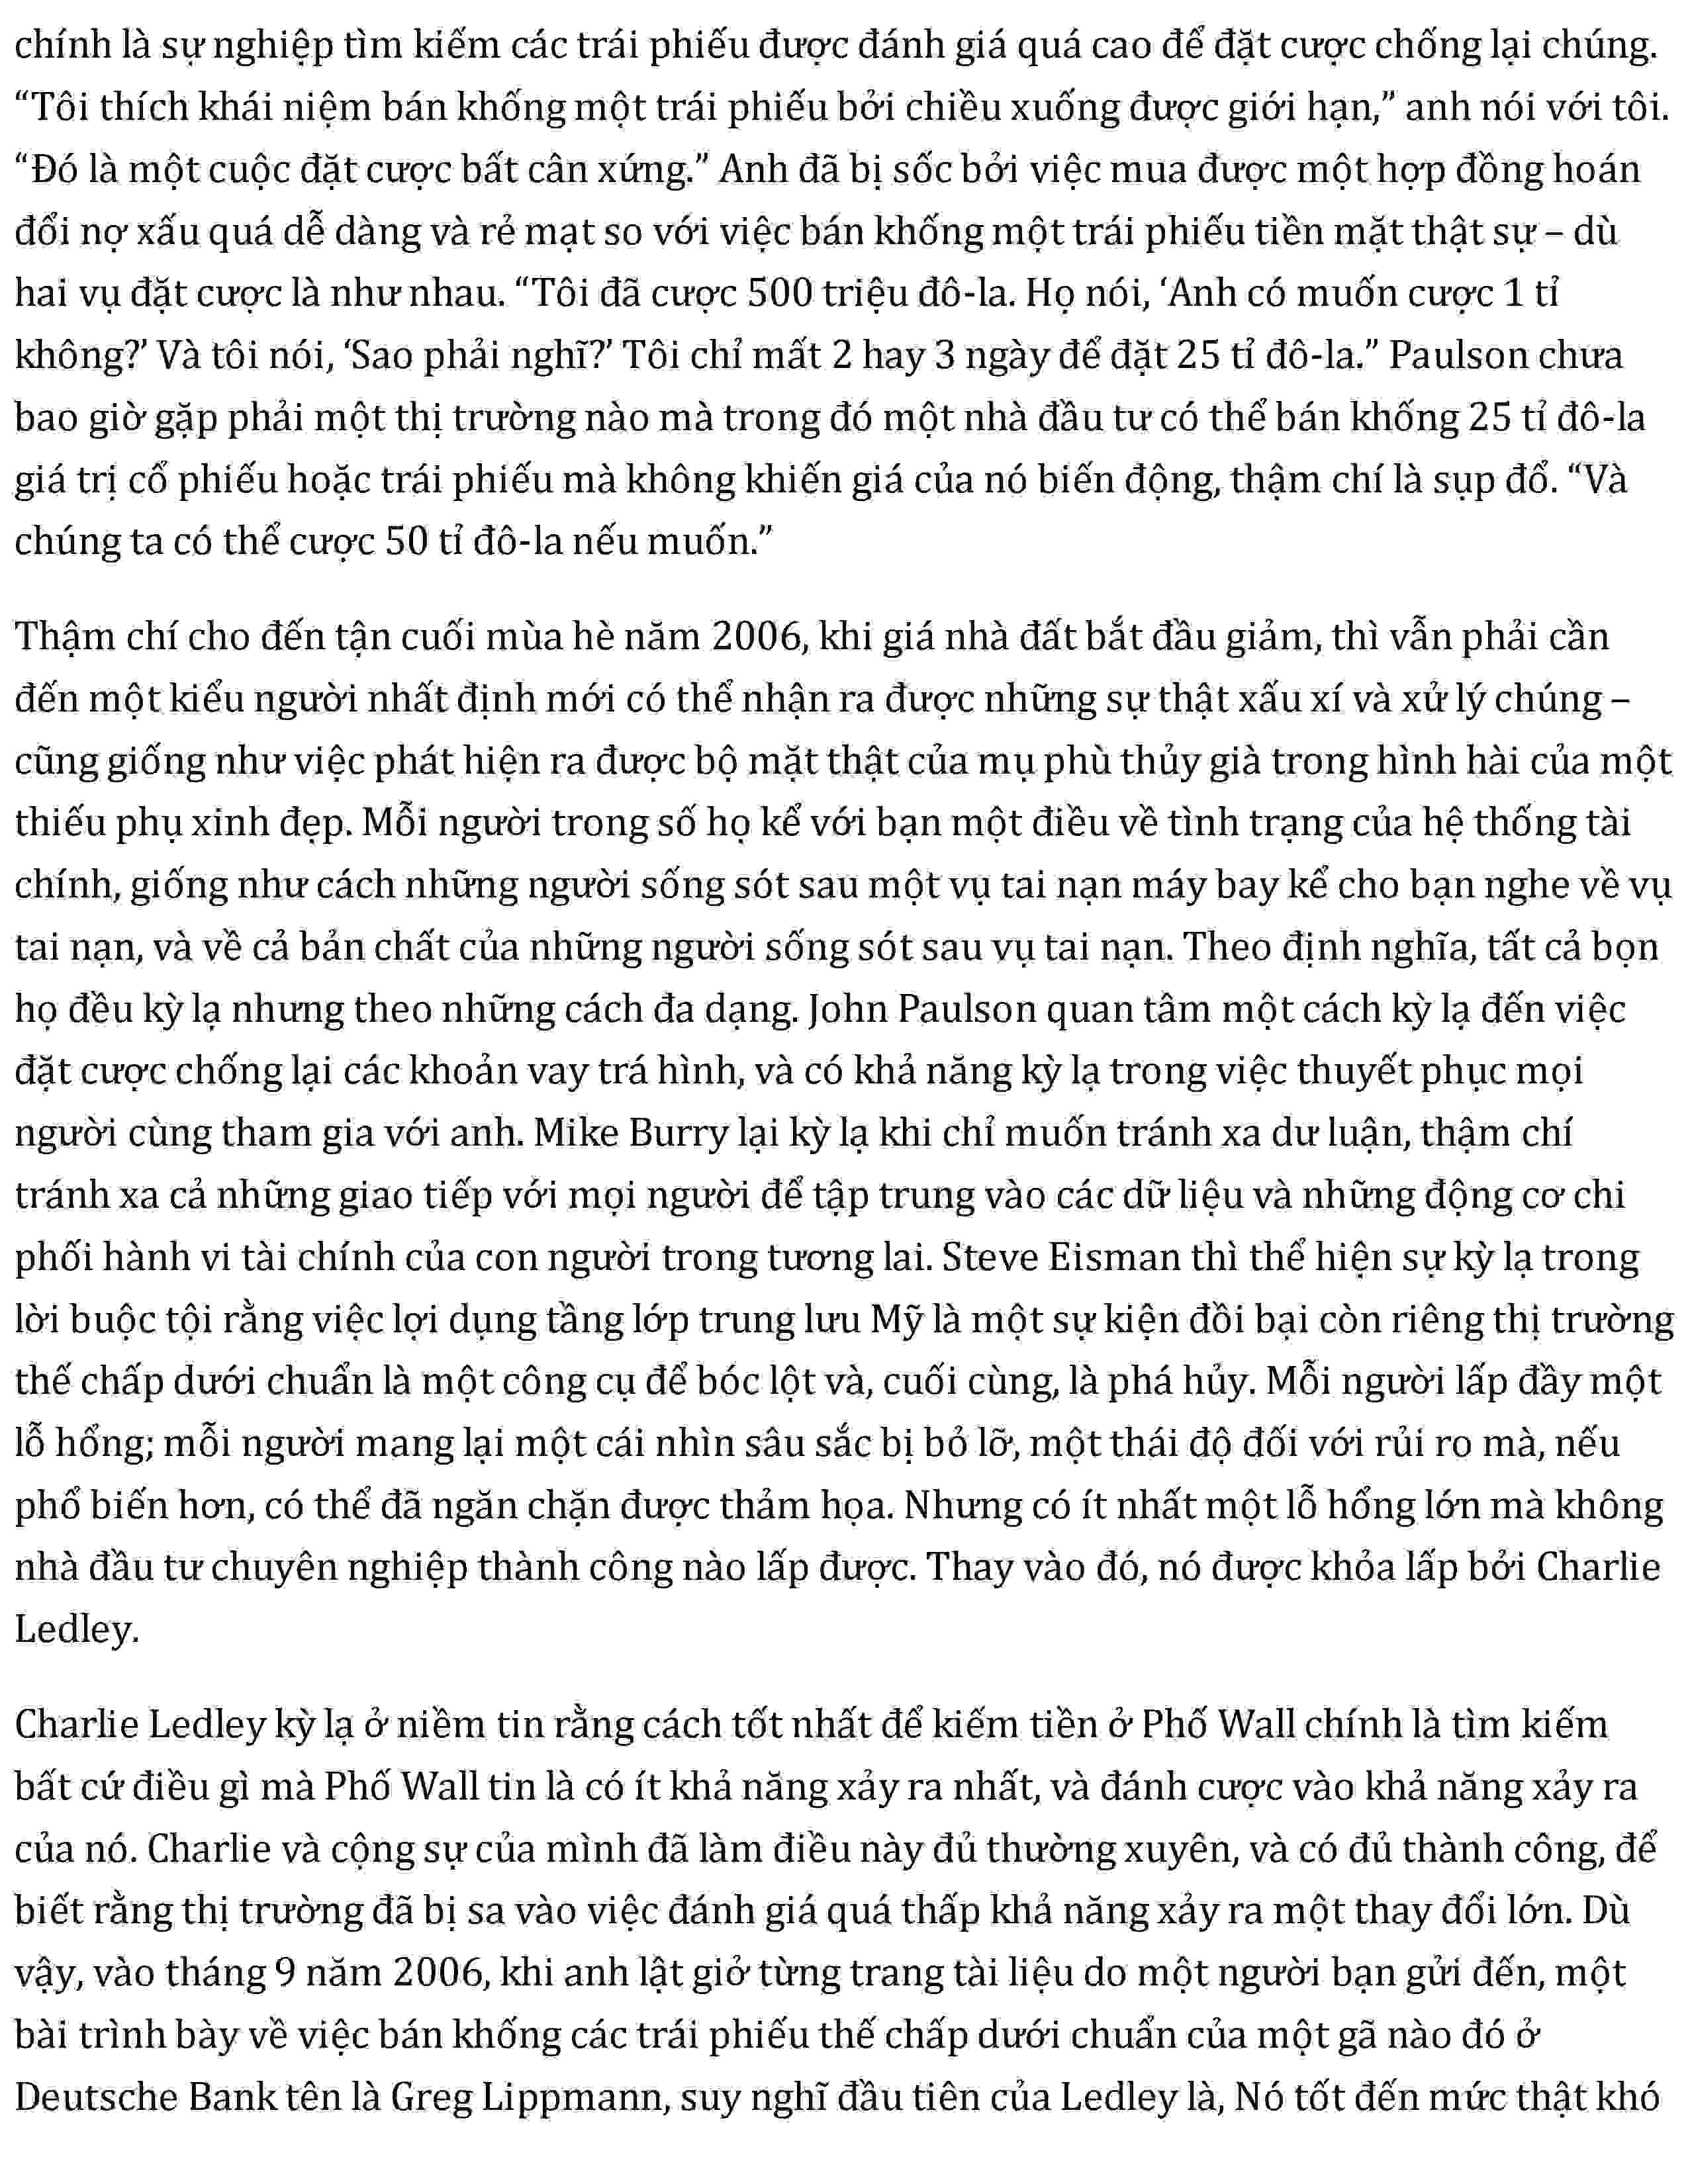 chính là sự nghiệp tìm kiếm các trái phiếu được đánh giá quá cao để đặt cược chống lại chúng.
“Tôi thích khái niệm bán khống một trái phiếu bởi chiều xuống được giới hạn,” anh nói với tôi.
“Đó là một cuộc đặt cược bất cân xứng.” Anh đã bị sốc bởi việc mua được một hợp đồng hoán
đổi nợ xấu quá dễ dàng và rẻ mạt so với việc bán khống một trái phiếu tiền mặt thật sự – dù
hai vụ đặt cược là như nhau. “Tôi đã cược 500 triệu đô-la. Họ nói, ‘Anh có muốn cược 1 tỉ
không?’ Và tôi nói, ‘Sao phải nghĩ?’ Tôi chỉ mất 2 hay 3 ngày để đặt 25 tỉ đô-la.” Paulson chưa
bao giờ gặp phải một thị trường nào mà trong đó một nhà đầu tư có thể bán khống 25 tỉ đô-la
giá trị cổ phiếu hoặc trái phiếu mà không khiến giá của nó biến động, thậm chí là sụp đổ. “Và
chúng ta có thể cược 50 tỉ đô-la nếu muốn.”
Thậm chí cho đến tận cuối mùa hè năm 2006, khi giá nhà đất bắt đầu giảm, thì vẫn phải cần
đến một kiểu người nhất định mới có thể nhận ra được những sự thật xấu xí và xử lý chúng –
cũng giống như việc phát hiện ra được bộ mặt thật của mụ phù thủy già trong hình hài của một
thiếu phụ xinh đẹp. Mỗi người trong số họ kể với bạn một điều về tình trạng của hệ thống tài
chính, giống như cách những người sống sót sau một vụ tai nạn máy bay kể cho bạn nghe về vụ
tai nạn, và về cả bản chất của những người sống sót sau vụ tai nạn. Theo định nghĩa, tất cả bọn
họ đều kỳ lạ nhưng theo những cách đa dạng. John Paulson quan tâm một cách kỳ lạ đến việc
đặt cược chống lại các khoản vay trá hình, và có khả năng kỳ lạ trong việc thuyết phục mọi
người cùng tham gia với anh. Mike Burry lại kỳ lạ khi chỉ muốn tránh xa dư luận, thậm chí
tránh xa cả những giao tiếp với mọi người để tập trung vào các dữ liệu và những động cơ chi
phối hành vi tài chính của con người trong tương lai. Steve Eisman thì thể hiện sự kỳ lạ trong
lời buộc tội rằng việc lợi dụng tầng lớp trung lưu Mỹ là một sự kiện đồi bại còn riêng thị trường
thế chấp dưới chuẩn là một công cụ để bóc lột và, cuối cùng, là phá hủy. Mỗi người lấp đầy một
lỗ hổng; mỗi người mang lại một cái nhìn sâu sắc bị bỏ lỡ, một thái độ đối với rủi ro mà, nếu
phổ biến hơn, có thể đã ngăn chặn được thảm họa. Nhưng có ít nhất một lỗ hổng lớn mà không
nhà đầu tư chuyên nghiệp thành công nào lấp được. Thay vào đó, nó được khỏa lấp bởi Charlie
Ledley.
Charlie Ledley kỳ lạ ở niềm tin rằng cách tốt nhất để kiếm tiền ở Phố Wall chính là tìm kiếm
bất cứ điều gì mà Phố Wall tin là có ít khả năng xảy ra nhất, và đánh cược vào khả năng xảy ra
của nó. Charlie và cộng sự của mình đã làm điều này đủ thường xuyên, và có đủ thành công, để
biết rằng thị trường đã bị sa vào việc đánh giá quá thấp khả năng xảy ra một thay đổi lớn. Dù
vậy, vào tháng 9 năm 2006, khi anh lật giở từng trang tài liệu do một người bạn gửi đến, một
bài trình bày về việc bán khống các trái phiếu thế chấp dưới chuẩn của một gã nào đó ở
Deutsche Bank tên là Greg Lippmann, suy nghĩ đầu tiên của Ledley là, Nó tốt đến mức thật khó